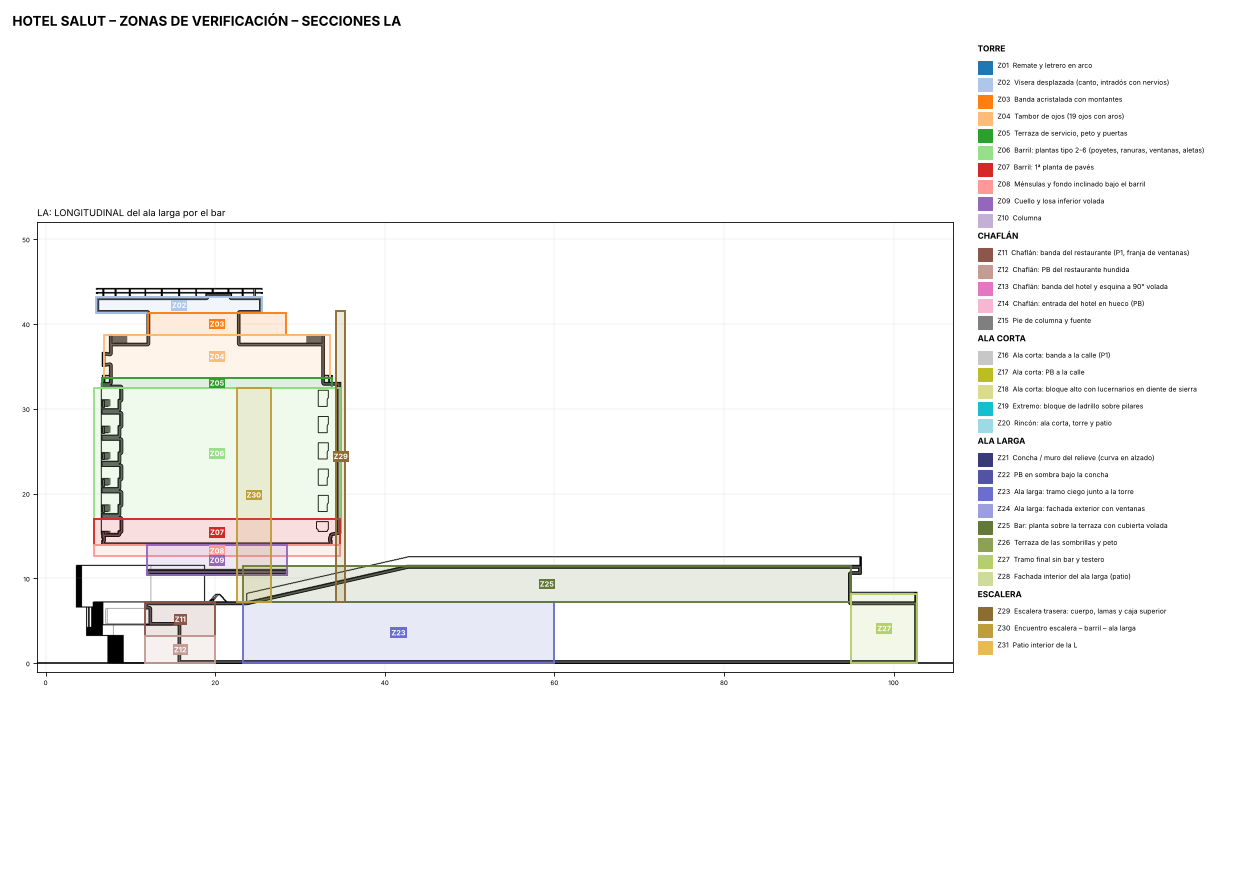 HOTEL SALUT – ZONAS DE VERIFICACIÓN – SECCIONES LA
TORRE
Z01 Remate y letrero en arco
Z02 Visera desplazada (canto, intradós con nervios)
Z03 Banda acristalada con montantes
Z04 Tambor de ojos (19 ojos con aros)
Z05 Terraza de servicio, peto y puertas
Z06 Barril: plantas tipo 2-6 (poyetes, ranuras, ventanas, aletas)
Z07 Barril: 1ª planta de pavés
Z08 Ménsulas y fondo inclinado bajo el barril
Z09 Cuello y losa inferior volada
Z10 Columna
CHAFLÁN
Z11 Chaflán: banda del restaurante (P1, franja de ventanas)
Z12 Chaflán: PB del restaurante hundida
Z13 Chaflán: banda del hotel y esquina a 90° volada
Z14 Chaflán: entrada del hotel en hueco (PB)
Z15 Pie de columna y fuente
ALA CORTA
Z16 Ala corta: banda a la calle (P1)
Z17 Ala corta: PB a la calle
Z18 Ala corta: bloque alto con lucernarios en diente de sierra
Z19 Extremo: bloque de ladrillo sobre pilares
Z20 Rincón: ala corta, torre y patio
ALA LARGA
Z21 Concha / muro del relieve (curva en alzado)
Z22 PB en sombra bajo la concha
Z23 Ala larga: tramo ciego junto a la torre
Z24 Ala larga: fachada exterior con ventanas
Z25 Bar: planta sobre la terraza con cubierta volada
Z26 Terraza de las sombrillas y peto
Z27 Tramo final sin bar y testero
Z28 Fachada interior del ala larga (patio)
ESCALERA
Z29 Escalera trasera: cuerpo, lamas y caja superior
Z30 Encuentro escalera – barril – ala larga
Z31 Patio interior de la L
LA: LONGITUDINAL del ala larga por el bar
50
40
30
20
10
0
Z02
Z03
Z04
Z05
Z06
Z29
Z30
Z07
Z08
Z09
Z25
Z11
Z23
Z27
Z12
0
20
40
60
80
100